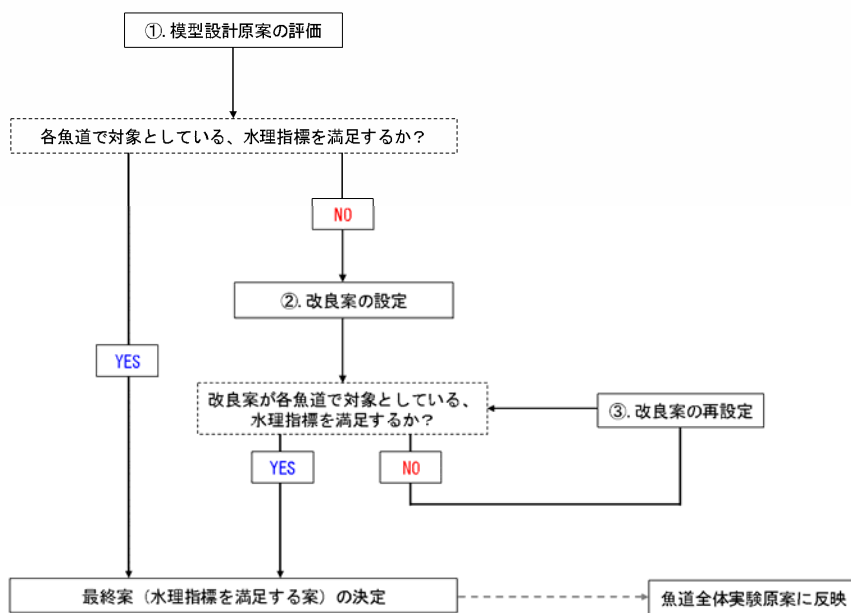 ①. 模型設計原案の評価
各魚道で対象としている、水理指標を満足するか？
NO
②. 改良案の設定
YES
改良案が各魚道で対象としている、
水理指標を満足するか？
③. 改良案の再設定
YES
NO
最終案（水理指標を満足する案）の決定
魚道全体実験原案に反映